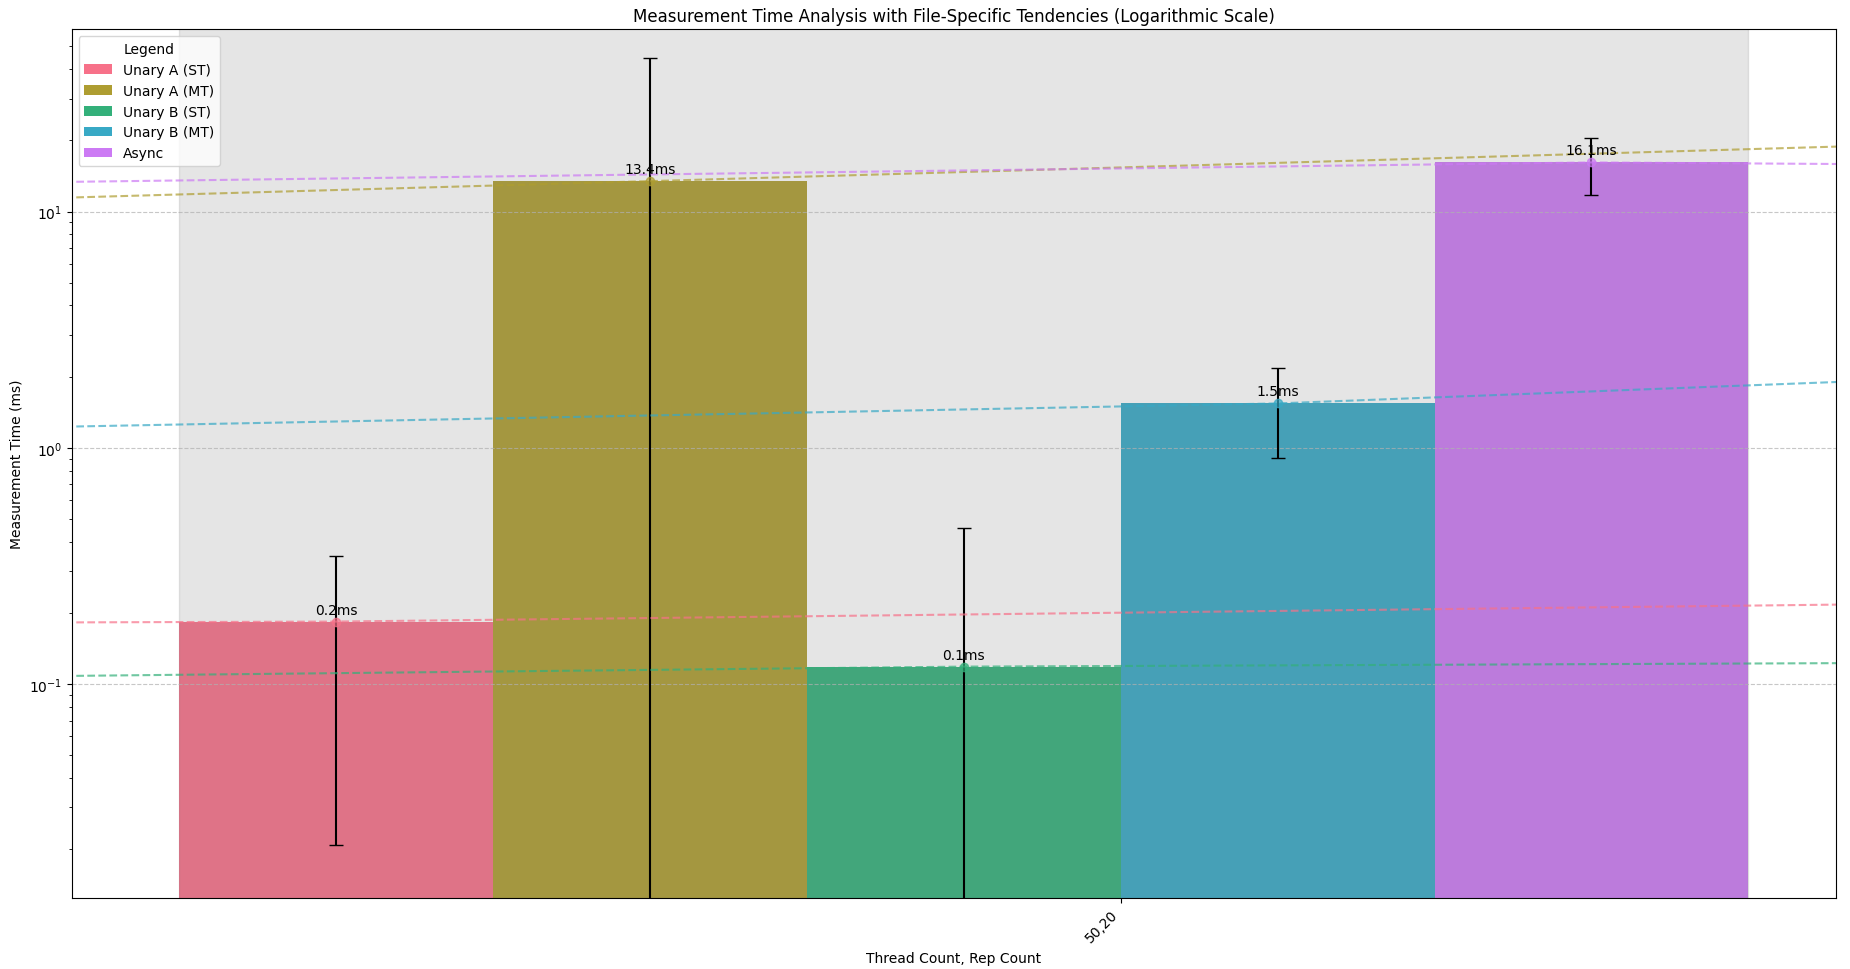 Measurement Time Analysis with File-Specific Tendencies (Logarithmic Scale)
Legend
Unary A (ST)
Unary A (MT)
Unary B (ST)
Unary B (MT)
Async
13.4ms
16.1ms
10¹
1.5ms
10⁰
Measurement Time (ms)
0.2ms
0.1ms
10⁻¹
50,20
Thread Count, Rep Count